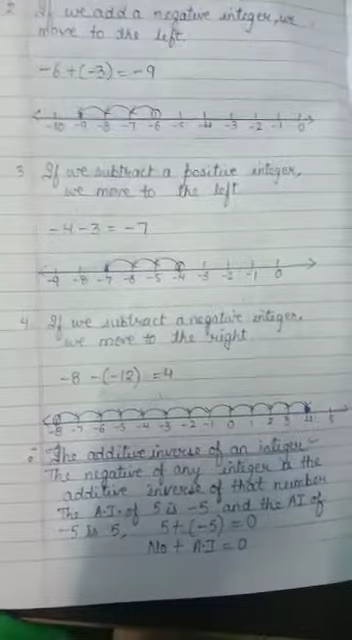 2 If we add a negative integer, we
move to the left.
-6+(-3)=-9
-10 -9 -8 -7 -6 -5 -4 -3 -2 -1 0
3 If we subtract a positive integer,
we move to the left
-4-3=-7
-9 -8 -7 -6 -5 -4 -3 -2 -1 0
4 If we subtract a negative integer,
we move to the right
-8-(-12)=4
-8 -7 -6 -5 -4 -3 -2 -1 0 1 2 3 4 5
The additive inverse of an integer-
The negative of any integer is the
additive inverse of that number
The A.I. of 5 is -5 and the AI of
-5 is 5, 5+(-5)=0
No + A.I=0